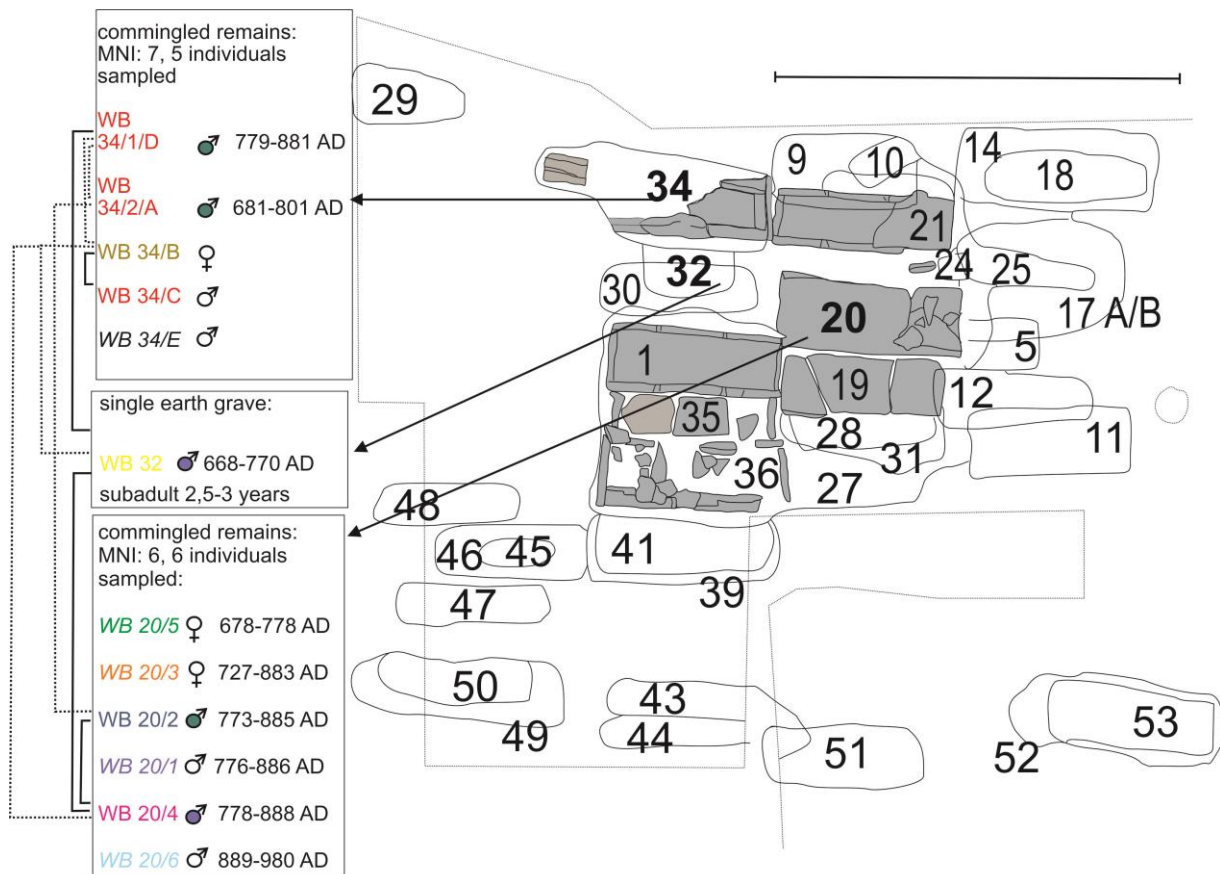 commingled remains:
MNI: 7, 5 individuals
sampled
WB
34/1/D ♂ 779-881 AD
WB
34/2/A ♂ 681-801 AD
WB 34/B ♀
WB 34/C ♂
WB 34/E ♂
single earth grave:
WB 32 ♂ 668-770 AD
subadult 2,5-3 years
commingled remains:
MNI: 6, 6 individuals
sampled:
WB 20/5 ♀ 678-778 AD
WB 20/3 ♀ 727-883 AD
WB 20/2 ♂ 773-885 AD
WB 20/1 ♂ 776-886 AD
WB 20/4 ♂ 778-888 AD
WB 20/6 ♂ 889-980 AD
29
9
10
14
18
34
21
32
30
24
25
20
17 A/B
5
1
19
12
35
28
11
31
36
27
48
46
45
41
39
47
50
49
43
44
51
52
53